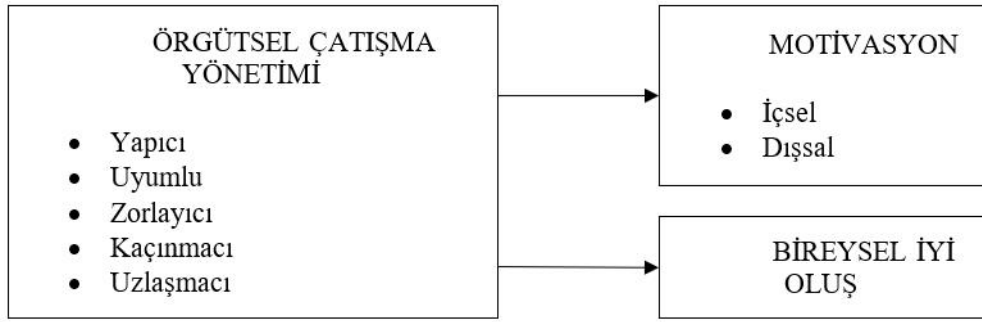 ÖRGÜTSEL ÇATIŞMA
YÖNETİMİ
• Yapıcı
• Uyumlu
• Zorlayıcı
• Kaçınmacı
• Uzlaşmacı
MOTİVASYON
• İçsel
• Dışsal
BİREYSEL İYİ
OLUŞ